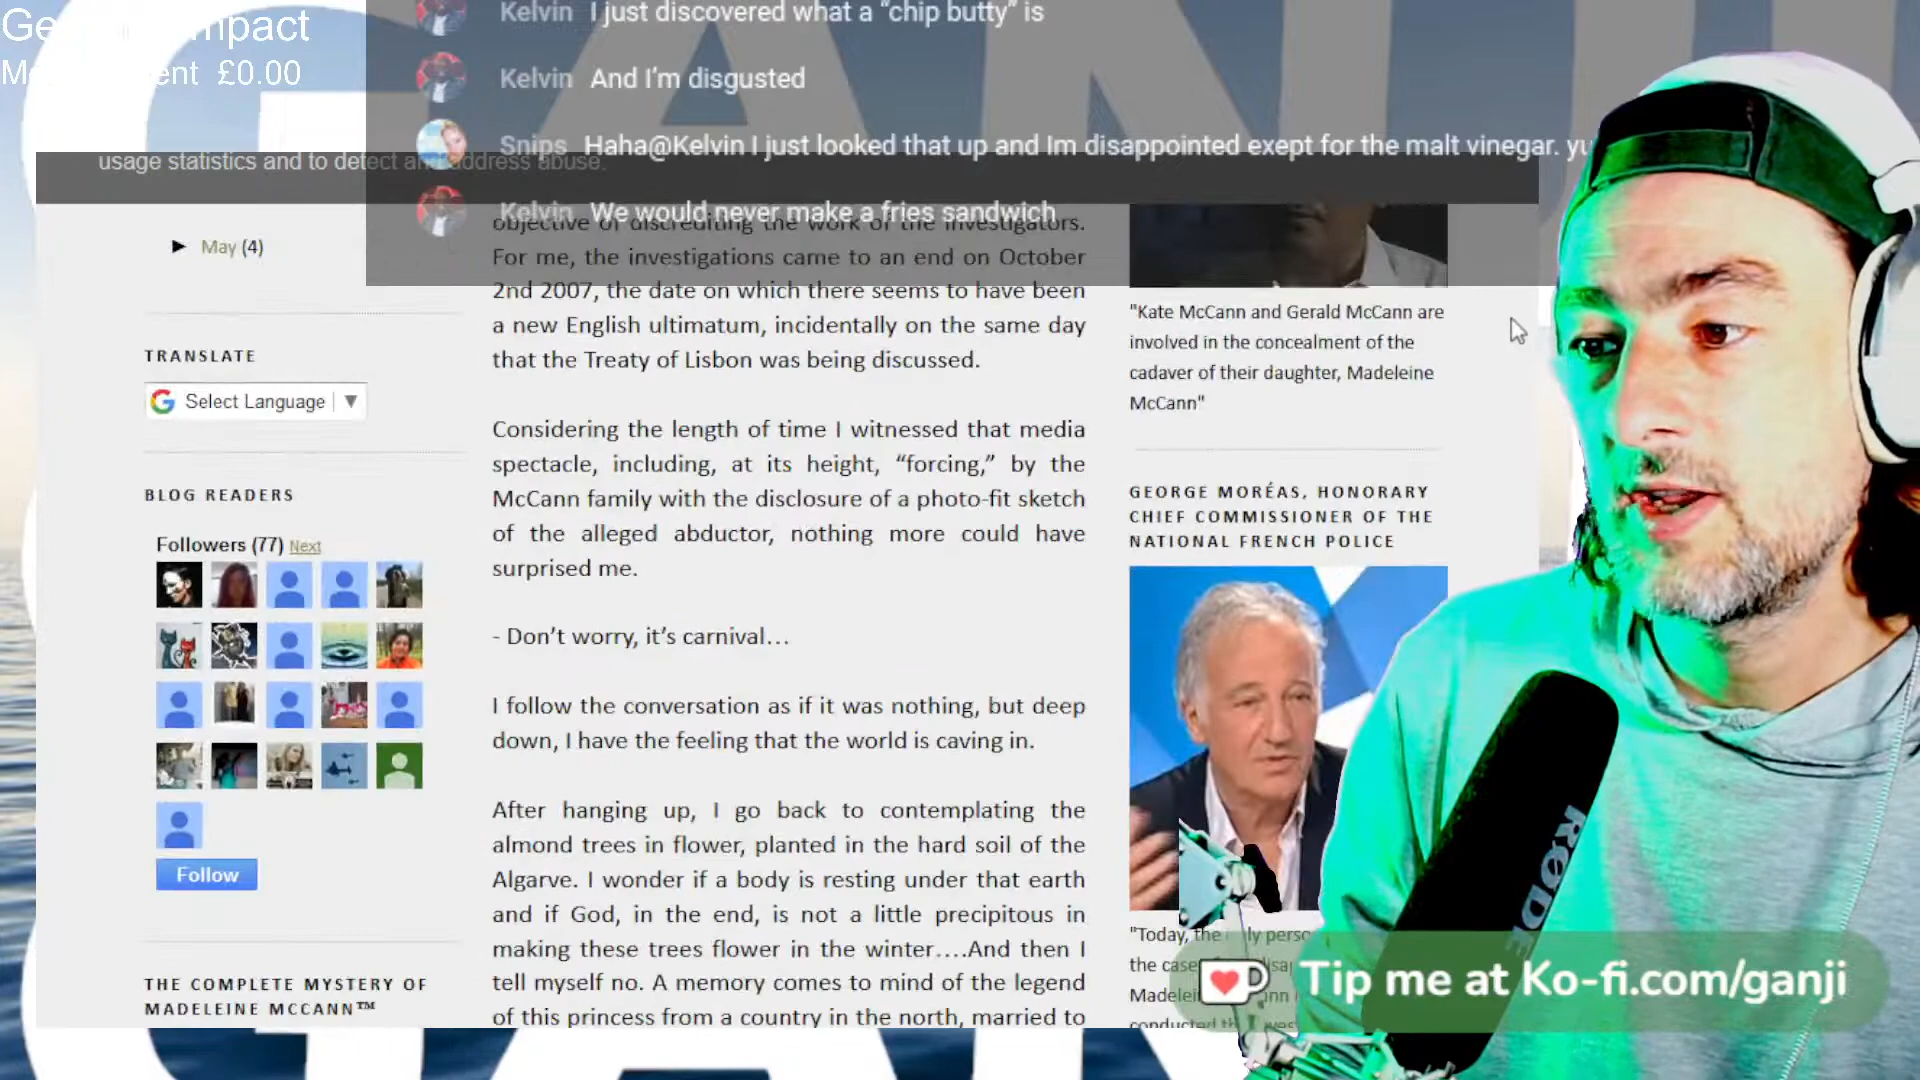 Kelvin I just discovered what a “chip butty” is
Kelvin And I'm disgusted
Snips Haha@Kelvin I just looked that up and Im disappointed exept for the malt vinegar.
Kelvin We would never make a fries sandwich
£0.00
usage statistics and to detect and address abuse.
► May (4)
TRANSLATE
Select Language ▼
BLOG READERS
Followers (77) Next
Follow
THE COMPLETE MYSTERY OF
MADELEINE MCCANN™
objective of discrediting the work of the investigators.
For me, the investigations came to an end on October
2nd 2007, the date on which there seems to have been
a new English ultimatum, incidentally on the same day
that the Treaty of Lisbon was being discussed.
Considering the length of time I witnessed that media
spectacle, including, at its height, “forcing,” by the
McCann family with the disclosure of a photo-fit sketch
of the alleged abductor, nothing more could have
surprised me.
- Don’t worry, it’s carnival…
I follow the conversation as if it was nothing, but deep
down, I have the feeling that the world is caving in.
After hanging up, I go back to contemplating the
almond trees in flower, planted in the hard soil of the
Algarve. I wonder if a body is resting under that earth
and if God, in the end, is not a little precipitous in
making these trees flower in the winter….And then I
tell myself no. A memory comes to mind of the legend
of this princess from a country in the north, married to
"Kate McCann and Gerald McCann are
involved in the concealment of the
cadaver of their daughter, Madeleine
McCann"
GEORGE MORÉAS, HONORARY
CHIEF COMMISSIONER OF THE
NATIONAL FRENCH POLICE
"Today, the
the case
RØDE
Tip me at Ko-fi.com/ganji